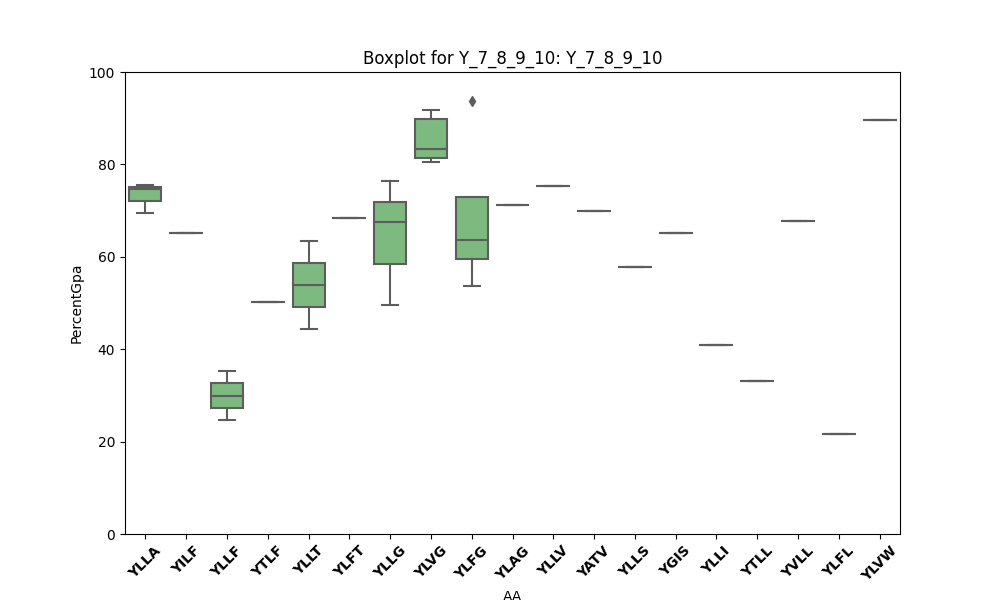 Boxplot for Y_7_8_9_10: Y_7_8_9_10
100
80
60
40
20
0
PercentGpa
YLLA YILF YLLF YTLF YLLT YLFT YLLG YLVG YLFG YLAG YLLV YATV YLLS YGIS YLLI YTLL YVLL YLFL YLVW
AA